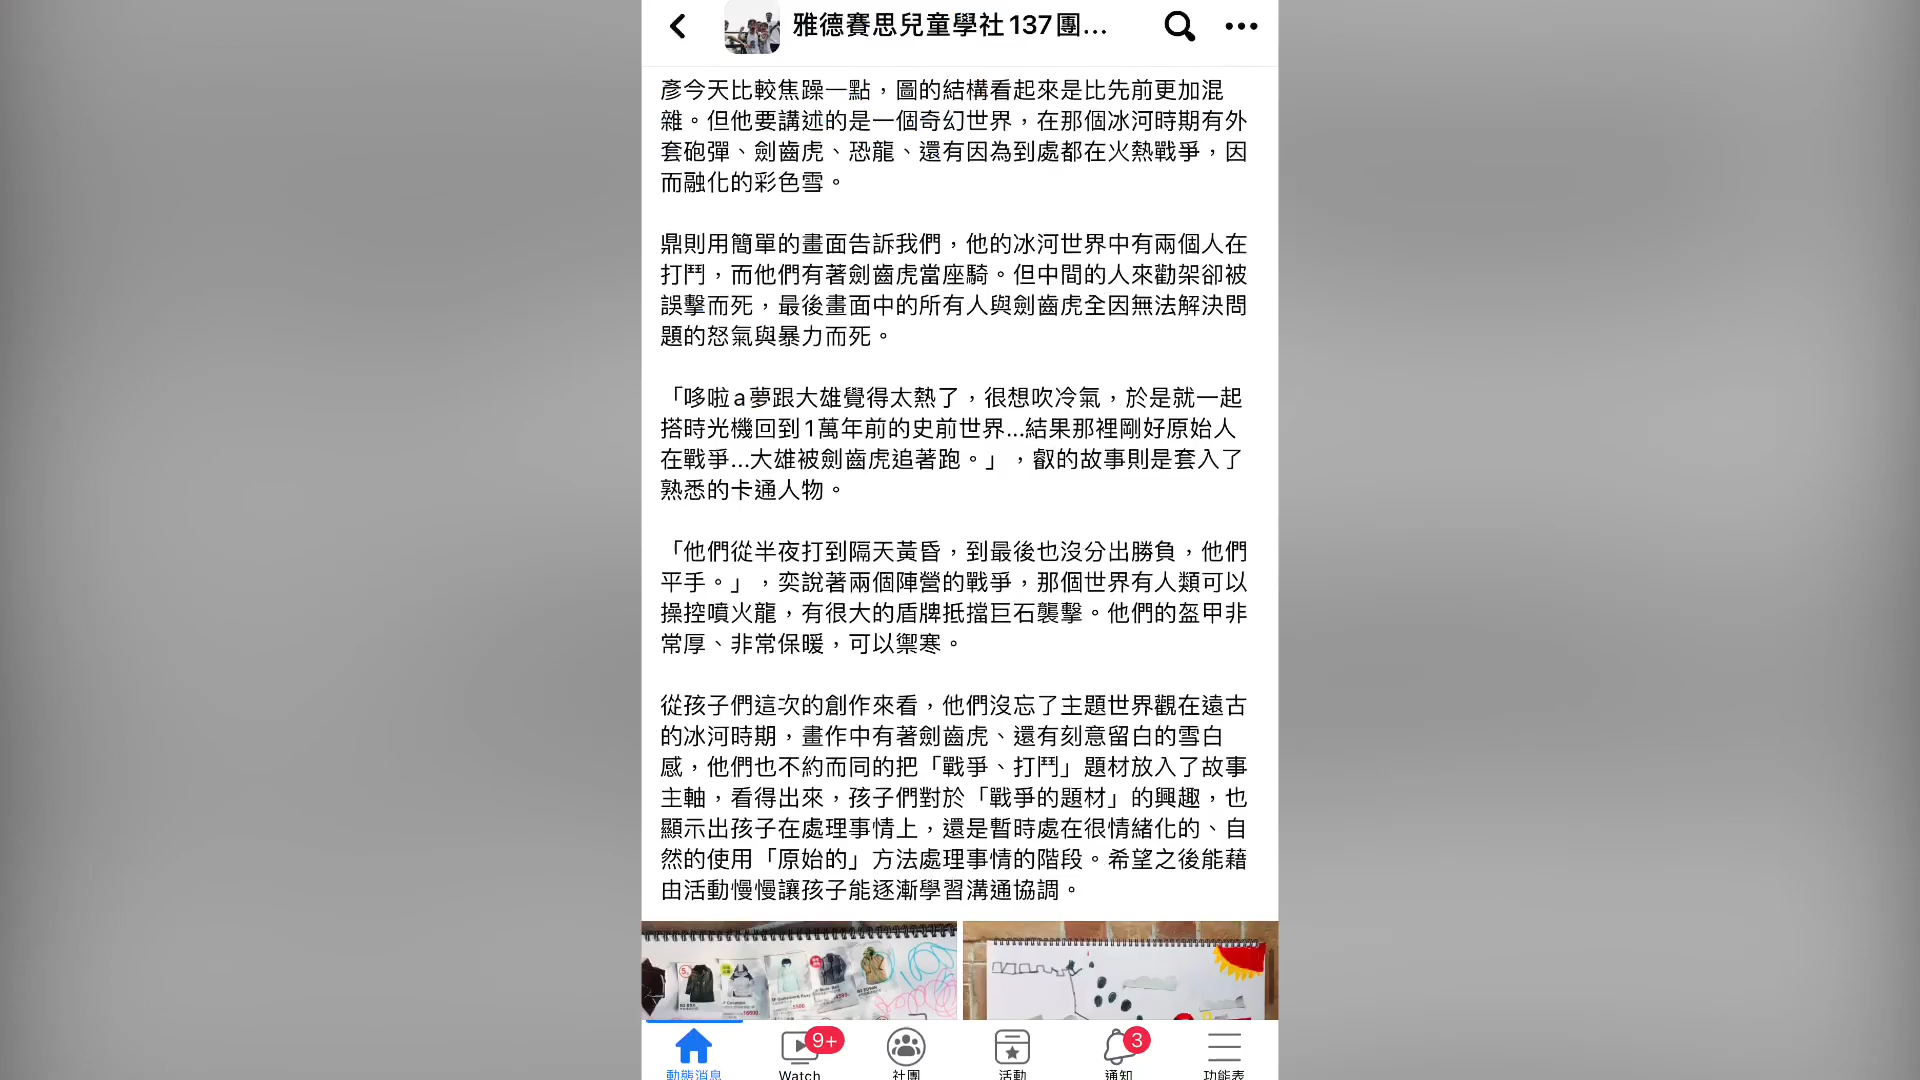 雅德賽思兒童學社137團...
彥今天比較焦躁一點，圖的結構看起來是比先前更加混
雜。但他要講述的是一個奇幻世界，在那個冰河時期有外
套砲彈、劍齒虎、恐龍、還有因為到處都在火熱戰爭，因
而融化的彩色雪。
鼎則用簡單的畫面告訴我們，他的冰河世界中有兩個人在
打鬥，而他們有著劍齒虎當座騎。但中間的人來勸架卻被
誤擊而死，最後畫面中的所有人與劍齒虎全因無法解決問
題的怒氣與暴力而死。
「哆啦a夢跟大雄覺得太熱了，很想吹冷氣，於是就一起
搭時光機回到1萬年前的史前世界...結果那裡剛好原始人
在戰爭...大雄被劍齒虎追著跑。」，叡的故事則是套入了
熟悉的卡通人物。
「他們從半夜打到隔天黃昏，到最後也沒分出勝負，他們
平手。」，奕說著兩個陣營的戰爭，那個世界有人類可以
操控噴火龍，有很大的盾牌抵擋巨石襲擊。他們的盔甲非
常厚、非常保暖，可以禦寒。
從孩子們這次的創作來看，他們沒忘了主題世界觀在遠古
的冰河時期，畫作中有著劍齒虎、還有刻意留白的雪白
感，他們也不約而同的把「戰爭、打鬥」題材放入了故事
主軸，看得出來，孩子們對於「戰爭的題材」的興趣，也
顯示出孩子在處理事情上，還是暫時處在很情緒化的、自
然的使用「原始的」方法處理事情的階段。希望之後能藉
由活動慢慢讓孩子能逐漸學習溝通協調。
9+
3
動態消息
Watch
社團
活動
通知
功能表